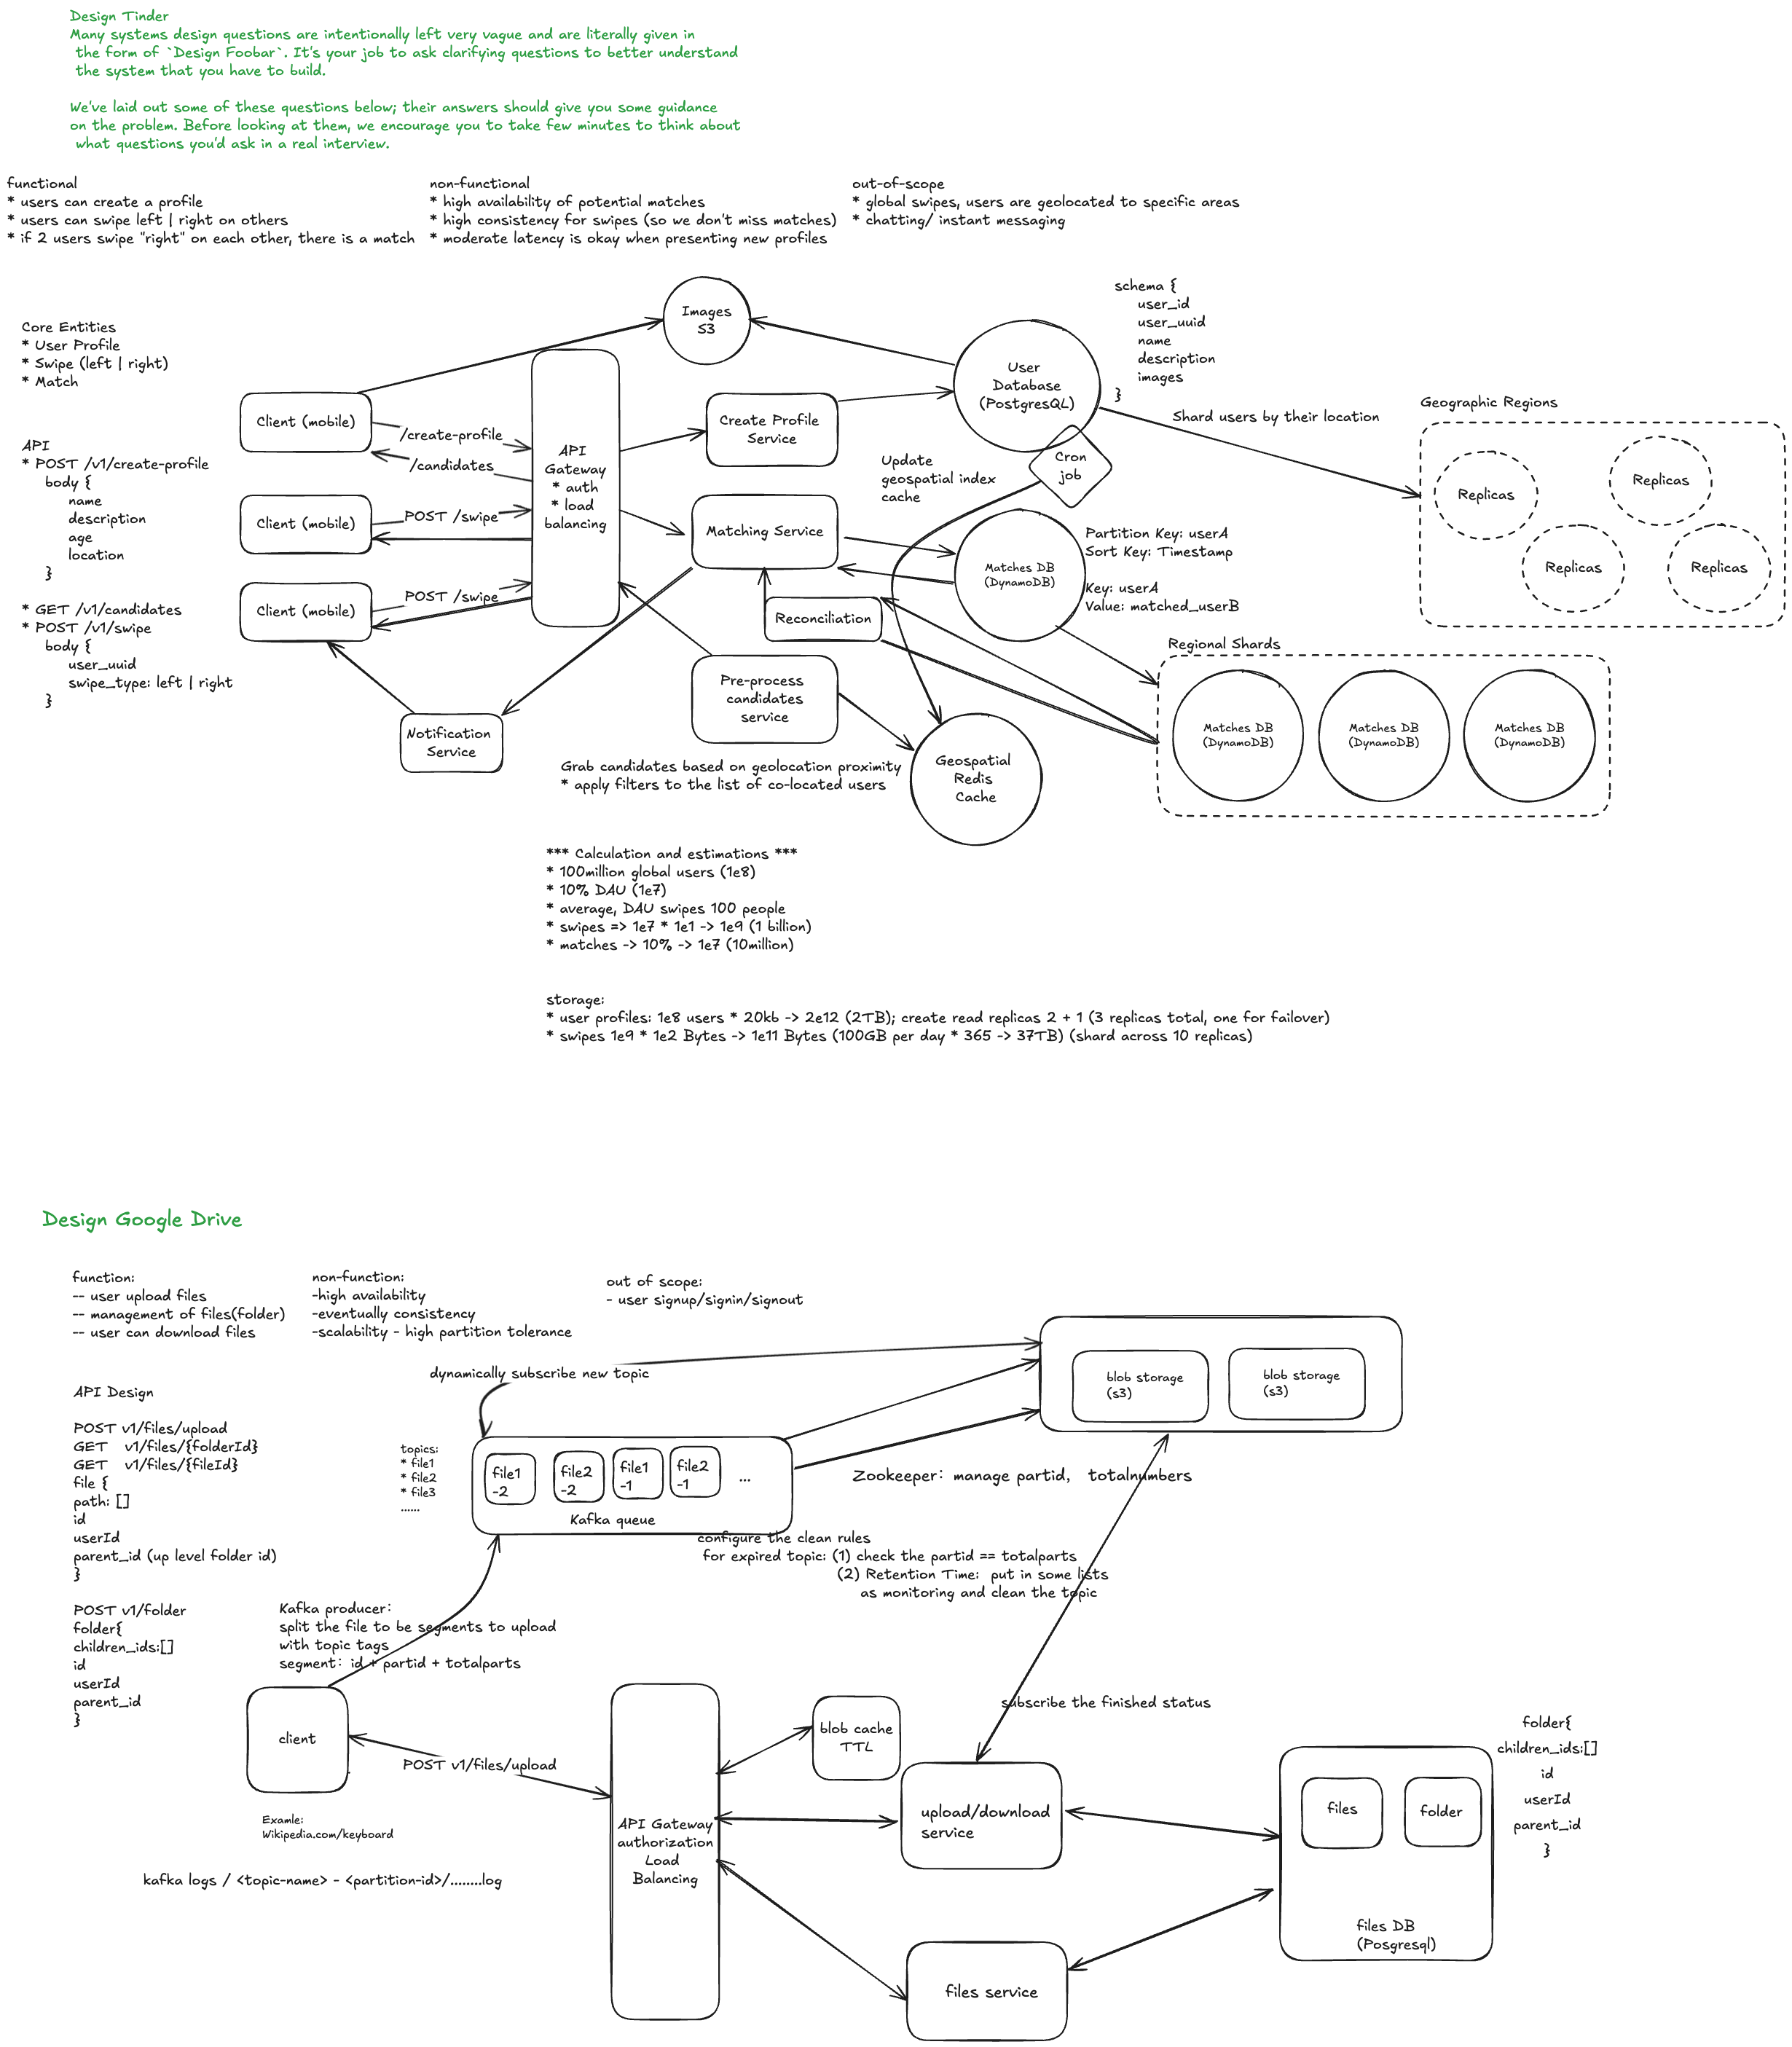 Design Tinder
Many systems design questions are intentionally left very vague and are literally given in
the form of `Design Foobar`. It's your job to ask clarifying questions to better understand
the system that you have to build.
We've laid out some of these questions below; their answers should give you some guidance
on the problem. Before looking at them, we encourage you to take few minutes to think about
what questions you'd ask in a real interview.
functional
* users can create a profile
* users can swipe left | right on others
* if 2 users swipe "right" on each other, there is a match
non-functional
* high availability of potential matches
* high consistency for swipes (so we don't miss matches)
* moderate latency is okay when presenting new profiles
out-of-scope
* global swipes, users are geolocated to specific areas
* chatting/ instant messaging
Core Entities
* User Profile
* Swipe (left | right)
* Match
API
* POST /v1/create-profile
body {
name
description
age
location
}
* GET /v1/candidates
* POST /v1/swipe
body {
user_uuid
swipe_type: left | right
}
Client (mobile)
Client (mobile)
Client (mobile)
/create-profile
/candidates
POST /swipe
POST /swipe
API
Gateway
* auth
* load
balancing
Images
S3
Create Profile
Service
Matching Service
Reconciliation
Pre-process
candidates
service
Notification
Service
Grab candidates based on geolocation proximity
* apply filters to the list of co-located users
User
Database
(PostgresQL)
schema {
user_id
user_uuid
name
description
images
}
Cron
job
Update
geospatial index
cache
Shard users by their location
Geographic Regions
Replicas
Replicas
Replicas
Replicas
Matches DB
(DynamoDB)
Partition Key: userA
Sort Key: Timestamp
Key: userA
Value: matched_userB
Regional Shards
Matches DB
(DynamoDB)
Matches DB
(DynamoDB)
Matches DB
(DynamoDB)
Geospatial
Redis
Cache
*** Calculation and estimations ***
* 100million global users (1e8)
* 10% DAU (1e7)
* average, DAU swipes 100 people
* swipes => 1e7 * 1e1 -> 1e9 (1 billion)
* matches -> 10% -> 1e7 (10million)
storage:
* user profiles: 1e8 users * 20kb -> 2e12 (2TB); create read replicas 2 + 1 (3 replicas total, one for failover)
* swipes 1e9 * 1e2 Bytes -> 1e11 Bytes (100GB per day * 365 -> 37TB) (shard across 10 replicas)
Design Google Drive
function:
-- user upload files
-- management of files(folder)
-- user can download files
non-function:
-high availability
-eventually consistency
-scalability - high partition tolerance
out of scope:
- user signup/signin/signout
API Design
POST v1/files/upload
GET v1/files/{folderId}
GET v1/files/{fileId}
file {
path: []
id
userId
parent_id (up level folder id)
}
POST v1/folder
folder{
children_ids:[]
id
userId
parent_id
}
dynamically subscribe new topic
topics:
* file1
* file2
* file3
......
file1
-2
file2
-2
file1
-1
file2
-1
...
Kafka queue
blob storage
(s3)
blob storage
(s3)
Zookeeper: manage partid, totalnumbers
configure the clean rules
for expired topic: (1) check the partid == totalparts
(2) Retention Time: put in some lists
as monitoring and clean the topic
Kafka producer:
split the file to be segments to upload
with topic tags
segment: id + partid + totalparts
client
POST v1/files/upload
Examle:
Wikipedia.com/keyboard
kafka logs / <topic-name> - <partition-id>/........log
API Gateway
authorization
Load
Balancing
blob cache
TTL
subscribe the finished status
upload/download
service
files service
files
folder
files DB
(Posgresql)
folder{
children_ids:[]
id
userId
parent_id
}